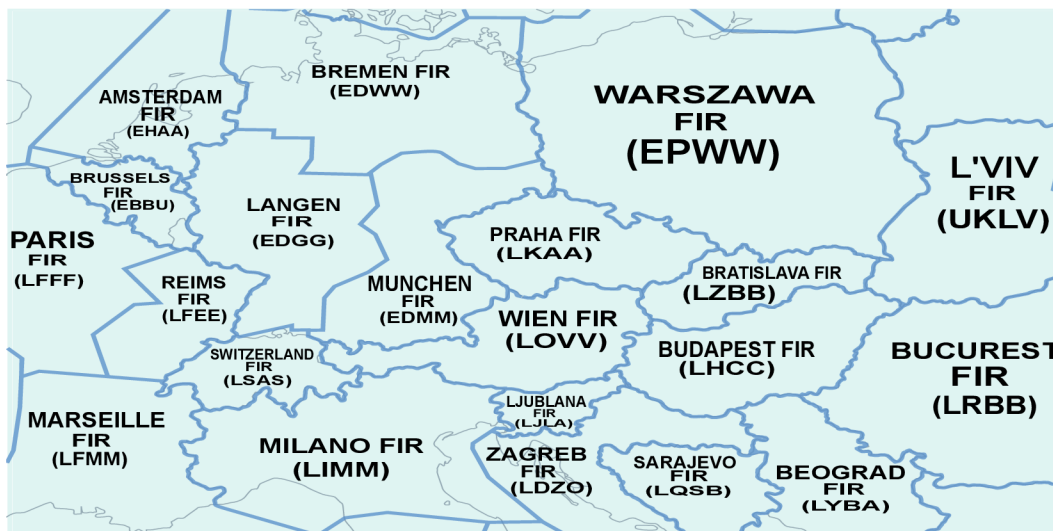 BREMEN FIR
(EDWW)
AMSTERDAM
FIR
(EHAA)
WARSZAWA
FIR
(EPWW)
L'VIV
FIR
(UKLV)
BRUSSELS
FIR
(EBBU)
LANGEN
FIR
(EDGG)
PARIS
FIR
(LFFF)
PRAHA FIR
(LKAA)
REIMS
FIR
(LFEE)
MUNCHEN
FIR
(EDMM)
BRATISLAVA FIR
(LZBB)
WIEN FIR
(LOVV)
SWITZERLAND
FIR
(LSAS)
BUDAPEST FIR
(LHCC)
BUCUREST
FIR
(LRBB)
MARSEILLE
FIR
(LFMM)
LJUBLANA
FIR
(LJLA)
MILANO FIR
(LIMM)
ZAGREB
FIR
(LDZO)
SARAJEVO
FIR
(LQSB)
BEOGRAD
FIR
(LYBA)